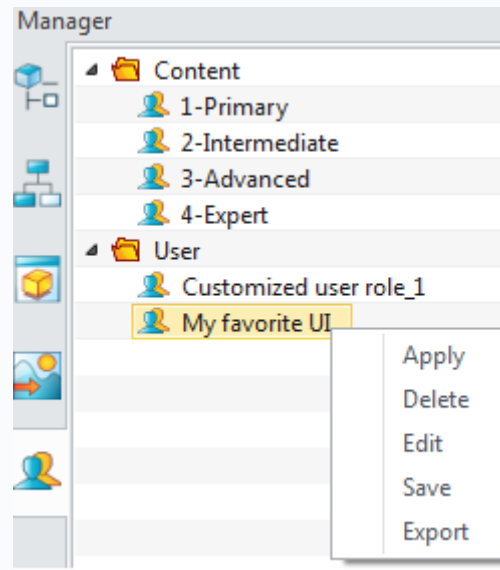 Manager
Content
1-Primary
2-Intermediate
3-Advanced
4-Expert
User
Customized user role_1
My favorite UI
Apply
Delete
Edit
Save
Export